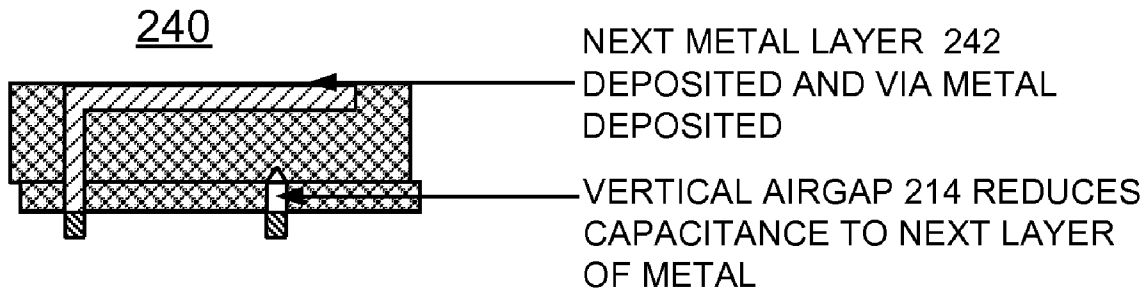 240
NEXT METAL LAYER 242
DEPOSITED AND VIA METAL
DEPOSITED
VERTICAL AIRGAP 214 REDUCES
CAPACITANCE TO NEXT LAYER
OF METAL